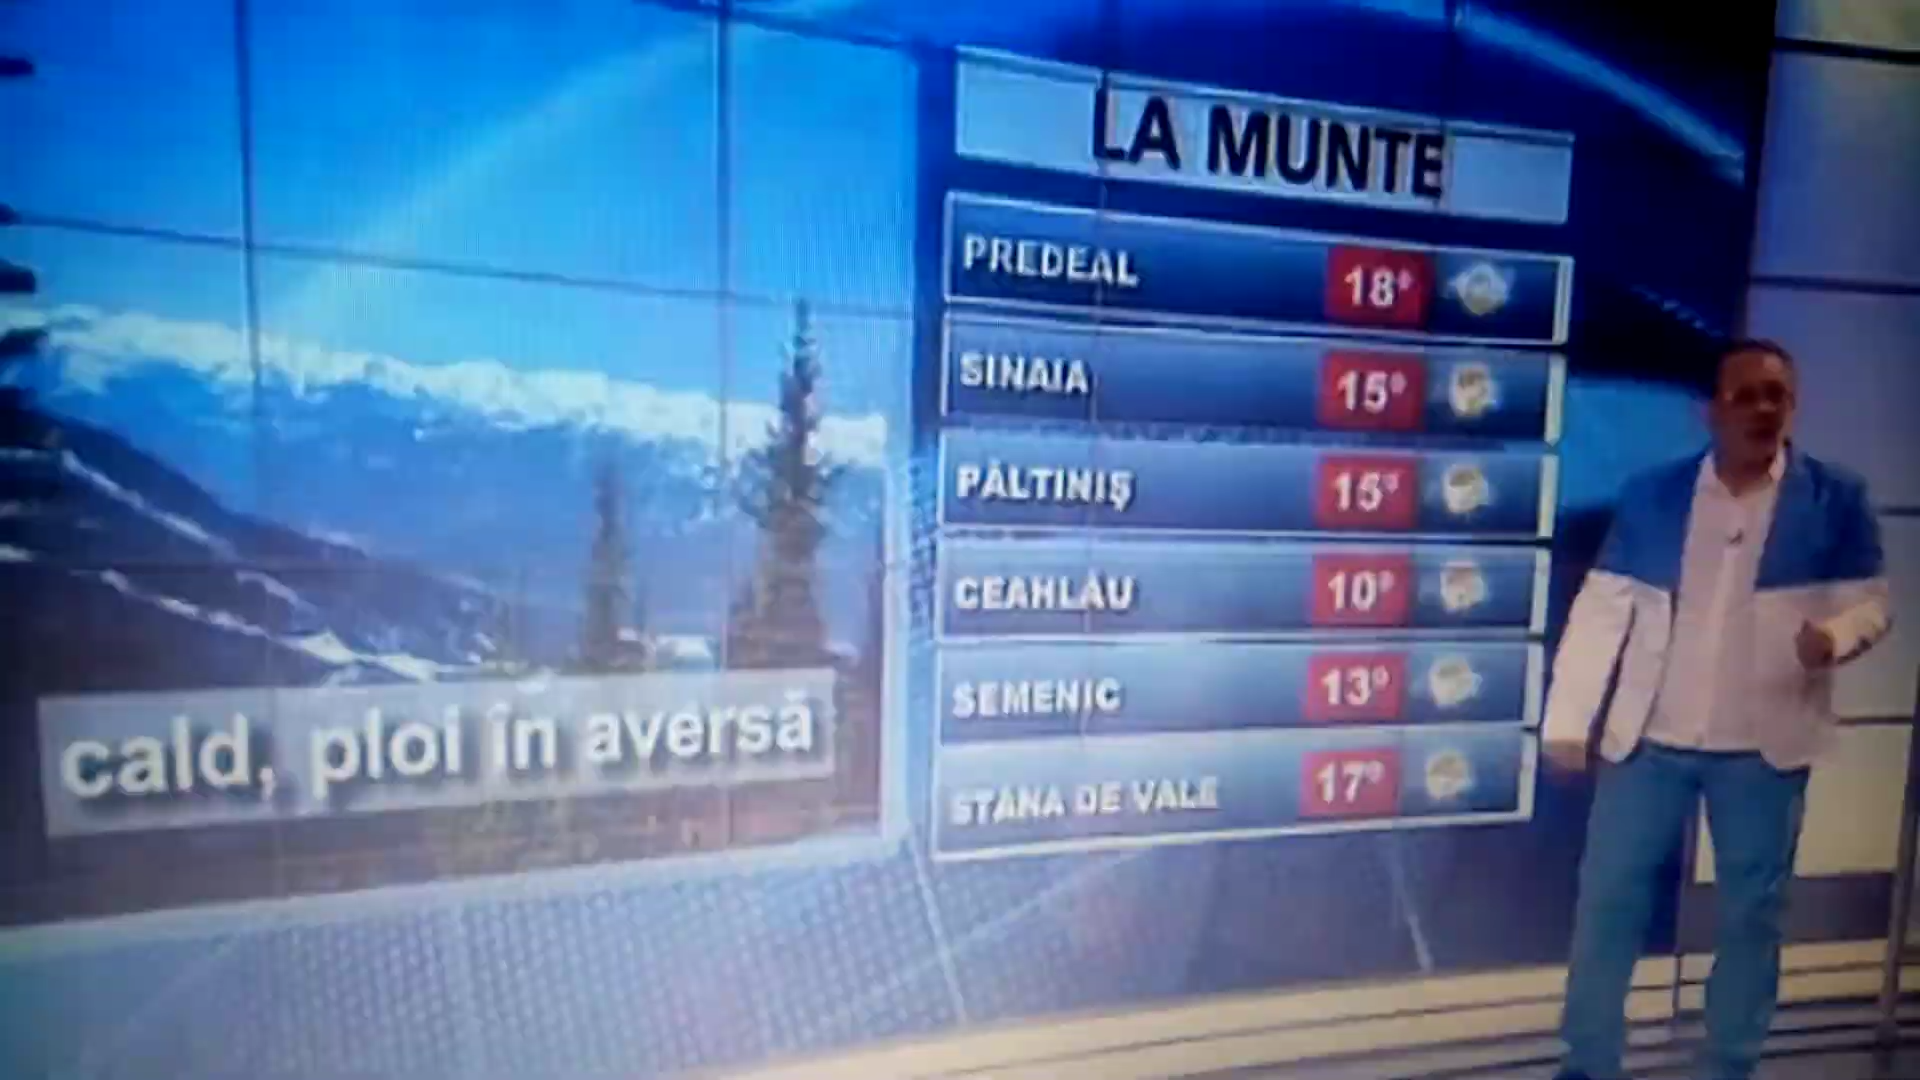 LA MUNTE
PREDEAL 18°
SINAIA 15°
PĂLTINIȘ 15°
CEAHLĂU 10°
SEMENIC 13°
STANA DE VALE 17°
cald, ploi în aversă